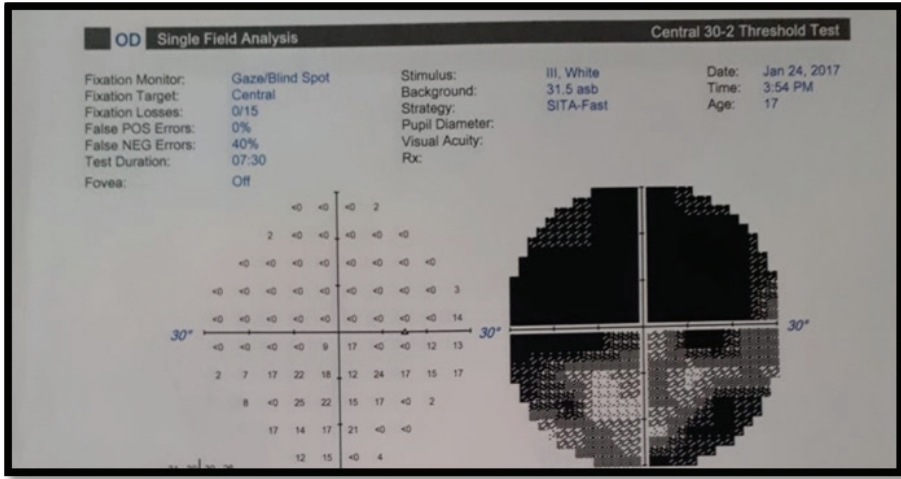 OD Single Field Analysis Central 30-2 Threshold Test
Fixation Monitor: Gaze/Blind Spot Stimulus: III, White Date: Jan 24, 2017
Fixation Target: Central Background: 31.5 asb Time: 3:54 PM
Fixation Losses: 0/15 Strategy: SITA-Fast Age: 17
False POS Errors: 0% Pupil Diameter:
False NEG Errors: 40% Visual Acuity:
Test Duration: 07:30 Rx:
Fovea: Off
<0 <0 <0 2
2 <0 <0 <0 <0 <0
<0 <0 <0 <0 <0 <0 <0 <0
<0 <0 <0 <0 <0 <0 <0 <0 <0 3
<0 <0 <0 <0 <0 <0 <0 <0 <0 14
30° 30° 30°
<0 <0 <0 <0 9 17 <0 <0 12 13
2 7 17 22 18 12 24 17 15 17
8 <0 25 22 15 17 <0 2
17 14 17 21 <0 <0
12 15 <0 4